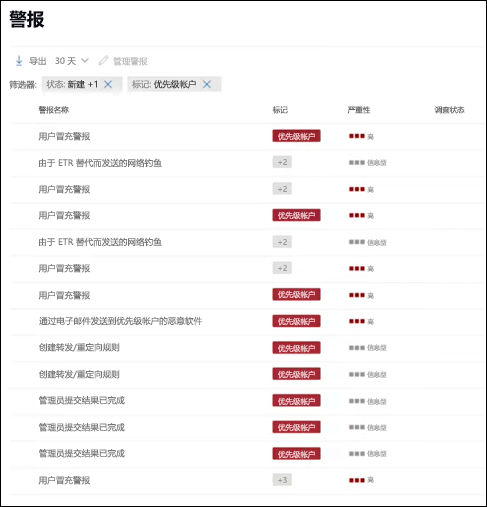 警报
导出 30 天 管理警报
筛选器: 状态: 新建 +1 标记: 优先级帐户
警报名称 标记 严重性 调查状态
用户冒充警报 优先级帐户 高
由于 ETR 替代而发送的网络钓鱼 +2 信息型
用户冒充警报 +2 高
用户冒充警报 优先级帐户 高
由于 ETR 替代而发送的网络钓鱼 +2 信息型
用户冒充警报 +2 高
用户冒充警报 优先级帐户 高
通过电子邮件发送到优先级帐户的恶意软件 优先级帐户 高
创建转发/重定向规则 优先级帐户 信息型
创建转发/重定向规则 优先级帐户 信息型
管理员提交结果已完成 优先级帐户 信息型
管理员提交结果已完成 优先级帐户 信息型
管理员提交结果已完成 优先级帐户 信息型
用户冒充警报 +3 高